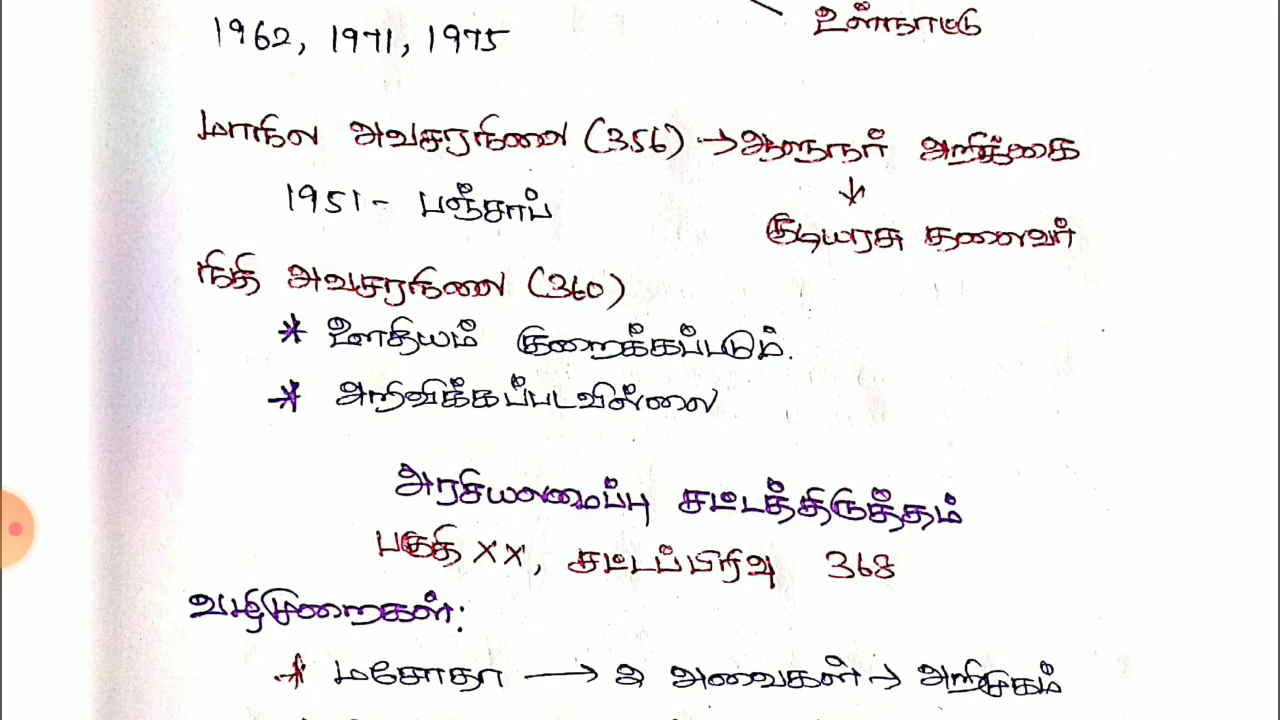 உள்நாட்டு
1962, 1971, 1975
மாநில அவசரநிலை (356) → ஆளுநர் அறிக்கை
↓
1951 - பஞ்சாப்
குடியரசு தலைவர்
நிதி அவசரநிலை (360)
* ஊதியம் குறைக்கப்படும்.
* அறிவிக்கப்படவில்லை
அரசியலமைப்பு சட்டத்திருத்தம்
பகுதி XX, சட்டப்பிரிவு 368
வழிமுறைகள்:
* மசோதா → 2 அவைகள் → அறிமுகம்